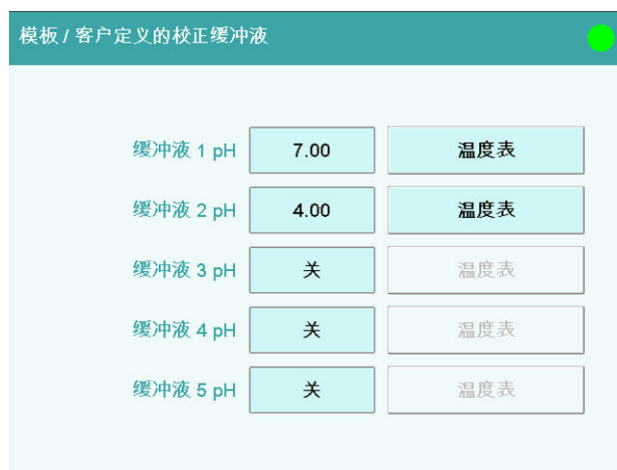 模板 / 客户定义的校正缓冲液
缓冲液 1 pH 7.00 温度表
缓冲液 2 pH 4.00 温度表
缓冲液 3 pH 关 温度表
缓冲液 4 pH 关 温度表
缓冲液 5 pH 关 温度表